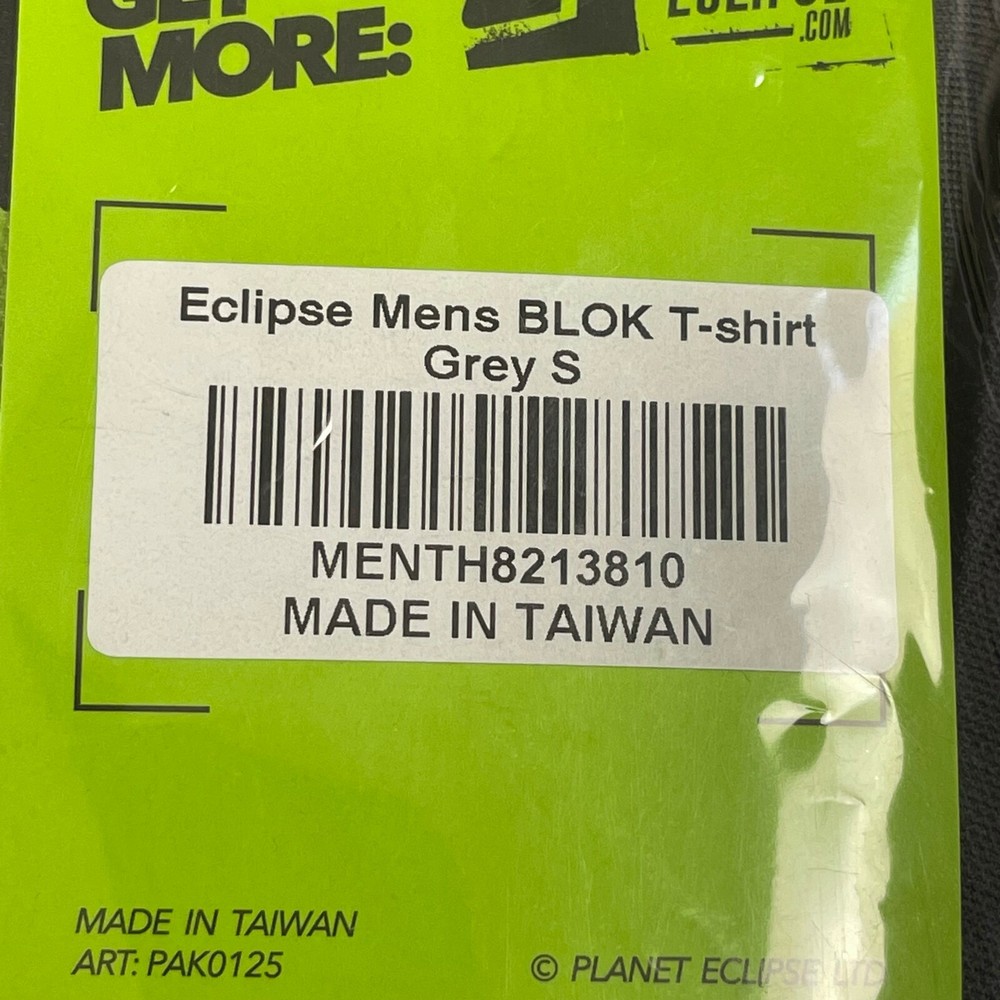 MORE:
.COM
Eclipse Mens BLOK T-shirt
Grey S
MENTH8213810
MADE IN TAIWAN
MADE IN TAIWAN
ART: PAK0125
© PLANET ECLIPSE LTD